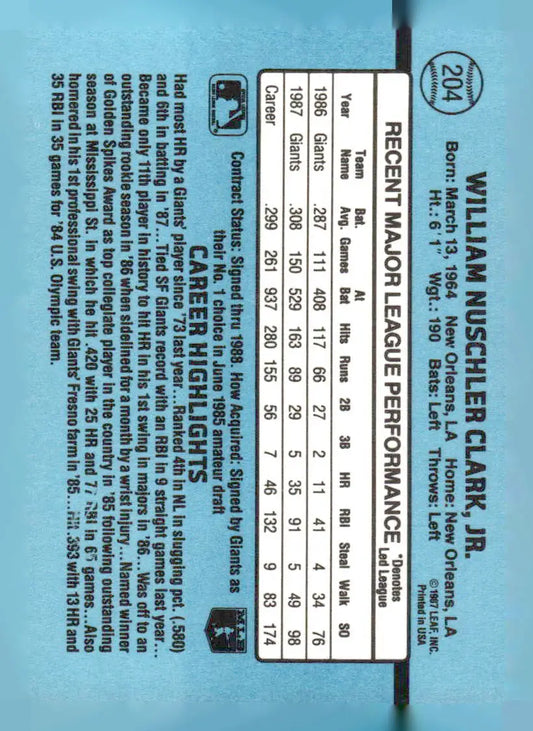 204
WILLIAM NUSCHLER CLARK, JR.
Born: March 13, 1964 New Orleans, LA Home: New Orleans, LA
Ht.: 6' 1" Wgt.: 190 Bats: Left Throws: Left
©1987 LEAF, INC.
Printed in USA
RECENT MAJOR LEAGUE PERFORMANCE *Denotes Led League
Year Team Name Bat. Avg. Games At Bat Hits Runs 2B 3B HR RBI Steal Walk SO
1986 Giants .287 111 408 117 66 27 2 11 41 4 34 76
1987 Giants .308 150 529 163 89 29 5 35 91 5 49 98
Career .299 261 937 280 155 56 7 46 132 9 83 174
Contract Status: Signed thru 1988. How Acquired: Signed by Giants as
their No. 1 choice in June 1985 amateur draft
MLB
CAREER HIGHLIGHTS
Had most HR by a Giants' player since '73 last year...Ranked 4th in NL in slugging pct. (.580)
and 6th in batting in '87...Tied SF Giants record with an RBI in 9 straight games last year...
Became only 11th player in history to hit HR in his 1st swing in majors in '86...Was off to an
outstanding rookie season in '86 when sidelined for a month by a wrist injury...Named winner
of Golden Spikes Award as top collegiate player in the country in '85 following outstanding
season at Mississippi St. in which he hit .420 with 25 HR and RBI in games...Also
homered in his 1st professional swing with Giants' Fresno farm in '85...Hit .393 with 13 HR and
35 RBI in 35 games for '84 U.S. Olympic team.